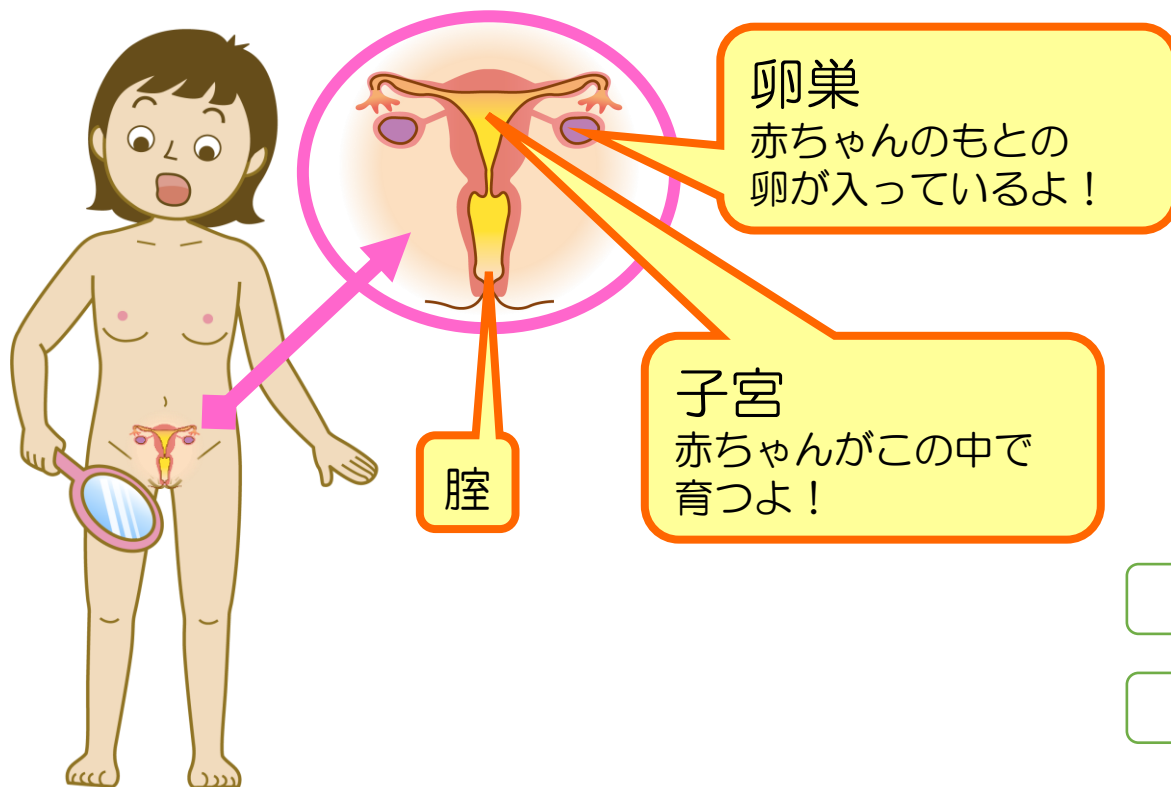 卵巣
赤ちゃんのもとの
卵が入っているよ！
子宮
赤ちゃんがこの中で
育つよ！
腟